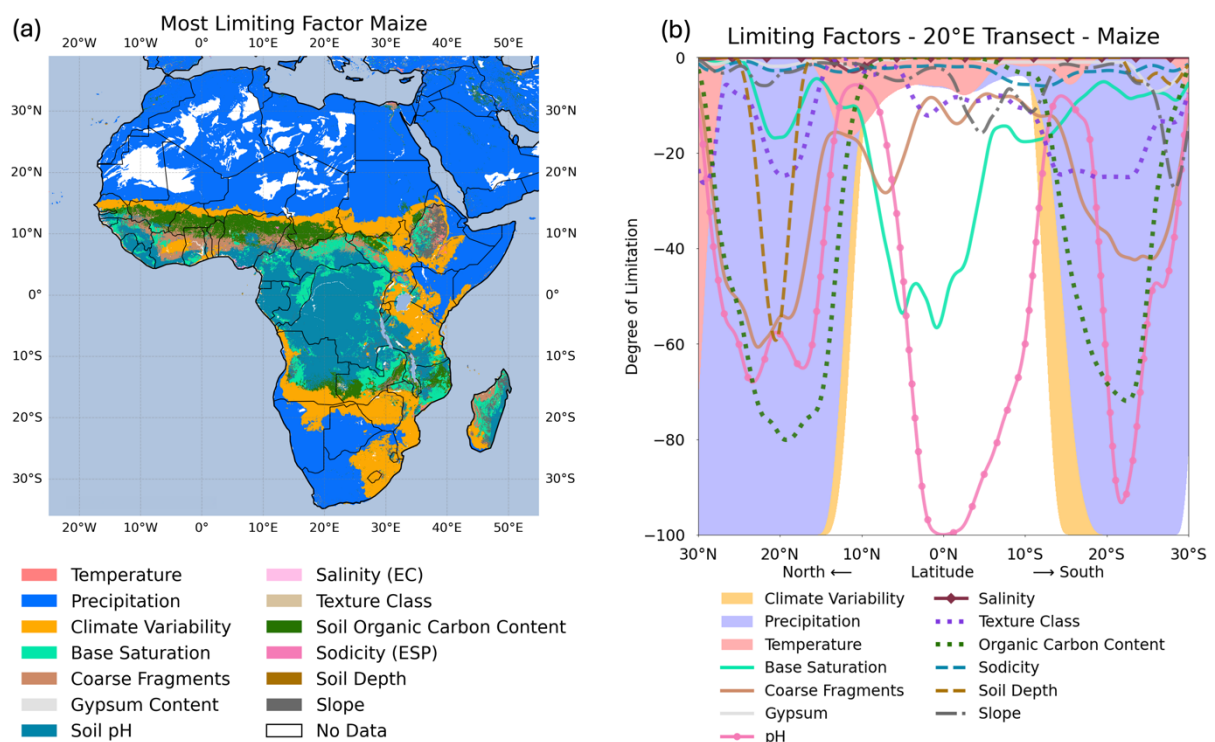 (a)
Most Limiting Factor Maize
20°W 10°W 0° 10°E 20°E 30°E 40°E 50°E
30°N 30°N
20°N 20°N
10°N 10°N
0° 0°
10°S 10°S
20°S 20°S
30°S 30°S
20°W 10°W 0° 10°E 20°E 30°E 40°E 50°E
Temperature
Precipitation
Climate Variability
Base Saturation
Coarse Fragments
Gypsum Content
Soil pH
Salinity (EC)
Texture Class
Soil Organic Carbon Content
Sodicity (ESP)
Soil Depth
Slope
No Data
(b)
Limiting Factors - 20°E Transect - Maize
Degree of Limitation
0
−20
−40
−60
−80
−100
30°N 20°N 10°N 0°N 10°S 20°S 30°S
North ← Latitude → South
Climate Variability
Precipitation
Temperature
Base Saturation
Coarse Fragments
Gypsum
pH
Salinity
Texture Class
Organic Carbon Content
Sodicity
Soil Depth
Slope